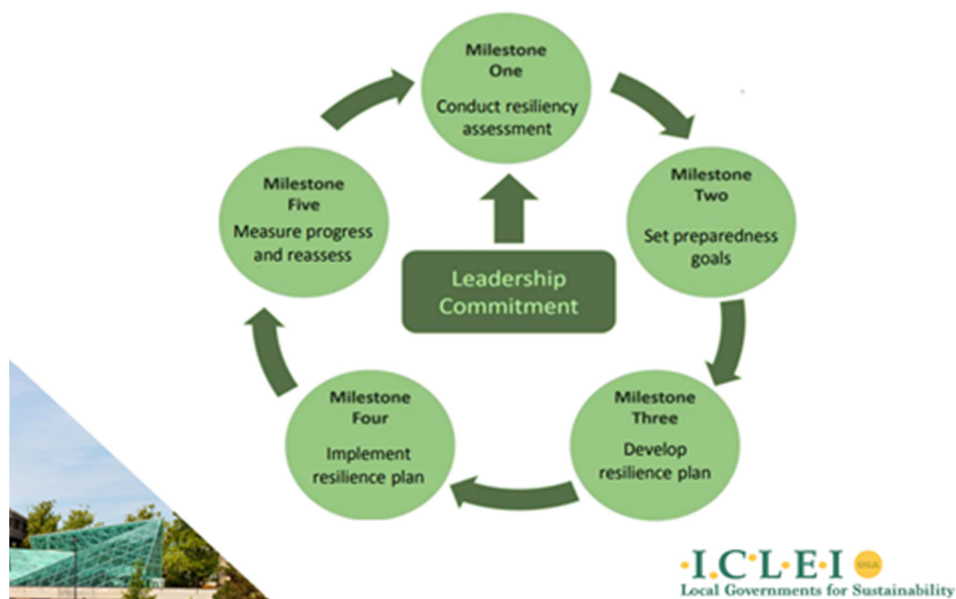 Milestone
One
Conduct resiliency
assessment
Milestone
Two
Set preparedness
goals
Milestone
Three
Develop
resilience plan
Milestone
Four
Implement
resilience plan
Milestone
Five
Measure progress
and reassess
Leadership
Commitment
I.C.L.E.I USA
Local Governments for Sustainability